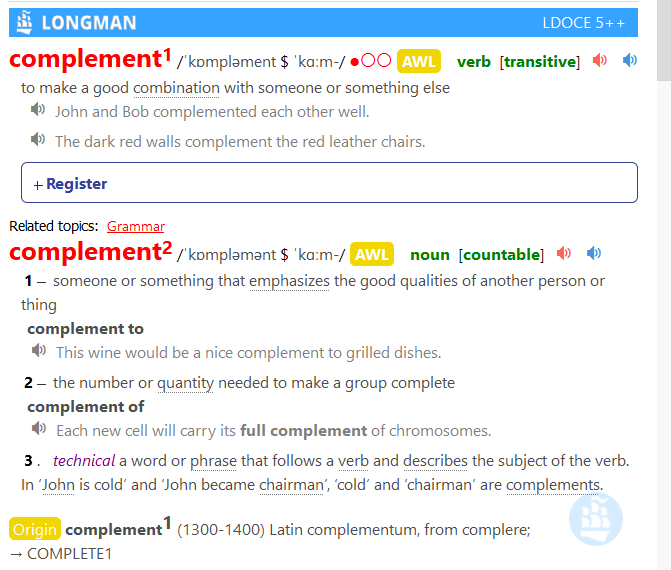 LONGMAN LDOCE 5++
complement1 /ˈkɒmpləment $ ˈkɑːm-/ ●○○ AWL verb [transitive]
to make a good combination with someone or something else
John and Bob complemented each other well.
The dark red walls complement the red leather chairs.
+ Register
Related topics: Grammar
complement2 /ˈkɒmpləmənt $ ˈkɑːm-/ AWL noun [countable]
1 – someone or something that emphasizes the good qualities of another person or
thing
complement to
This wine would be a nice complement to grilled dishes.
2 – the number or quantity needed to make a group complete
complement of
Each new cell will carry its full complement of chromosomes.
3 . technical a word or phrase that follows a verb and describes the subject of the verb.
In ‘John is cold’ and ‘John became chairman’, ‘cold’ and ‘chairman’ are complements.
Origin complement1 (1300-1400) Latin complementum, from complere;
→ COMPLETE1